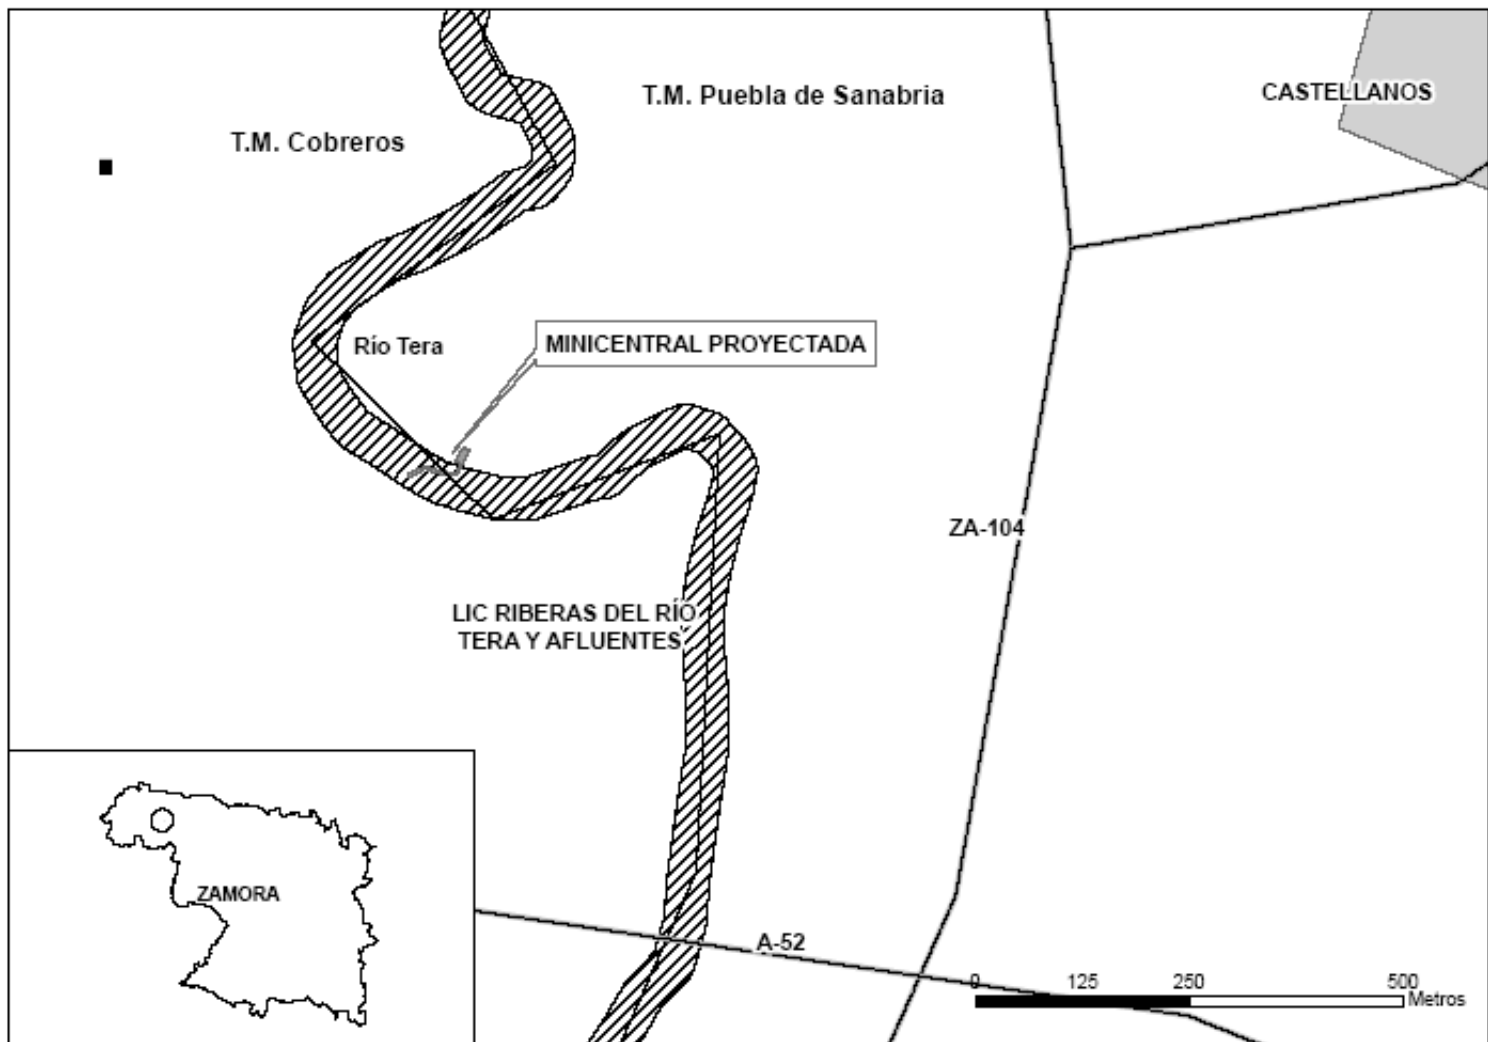 CASTELLANOS
T.M. Puebla de Sanabria
T.M. Cobreros
Río Tera
MINICENTRAL PROYECTADA
ZA-104
LIC RIBERAS DEL RÍO
TERA Y AFLUENTES
ZAMORA
A-52
0 125 250 500
Metros